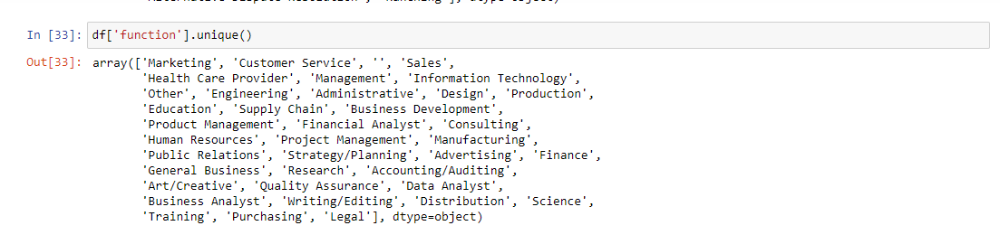 In [33]: df['function'].unique()
Out[33]: array(['Marketing', 'Customer Service', '', 'Sales',
'Health Care Provider', 'Management', 'Information Technology',
'Other', 'Engineering', 'Administrative', 'Design', 'Production',
'Education', 'Supply Chain', 'Business Development',
'Product Management', 'Financial Analyst', 'Consulting',
'Human Resources', 'Project Management', 'Manufacturing',
'Public Relations', 'Strategy/Planning', 'Advertising', 'Finance',
'General Business', 'Research', 'Accounting/Auditing',
'Art/Creative', 'Quality Assurance', 'Data Analyst',
'Business Analyst', 'Writing/Editing', 'Distribution', 'Science',
'Training', 'Purchasing', 'Legal'], dtype=object)